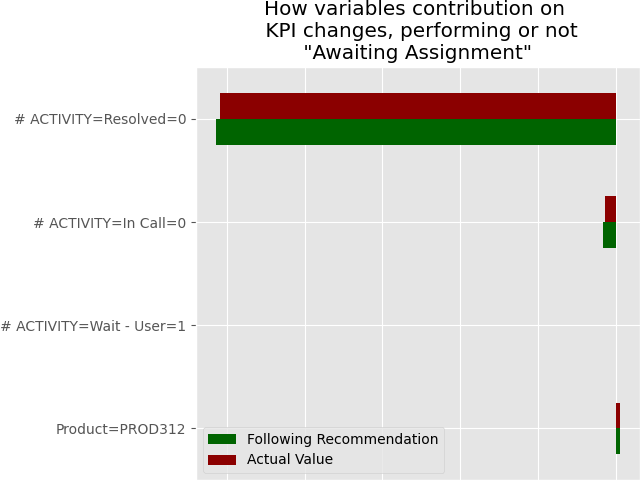 How variables contribution on
KPI changes, performing or not
"Awaiting Assignment"
# ACTIVITY=Resolved=0
# ACTIVITY=In Call=0
# ACTIVITY=Wait - User=1
Product=PROD312
Following Recommendation
Actual Value